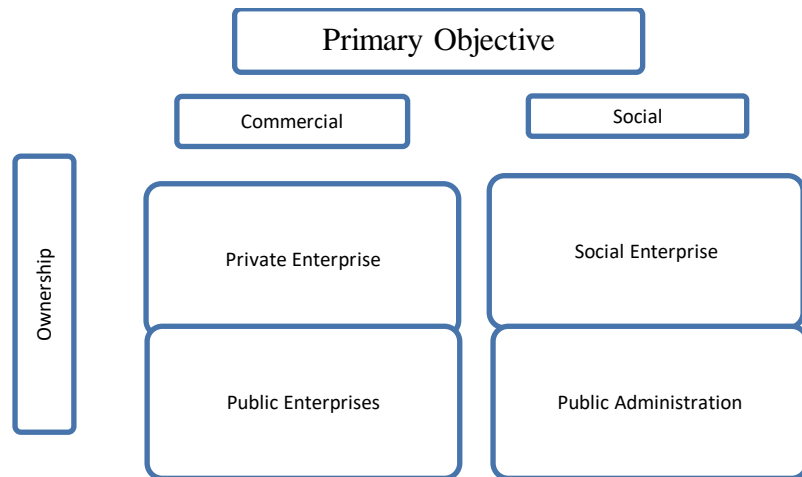 Primary Objective
Commercial
Social
Ownership
Private Enterprise
Social Enterprise
Public Enterprises
Public Administration